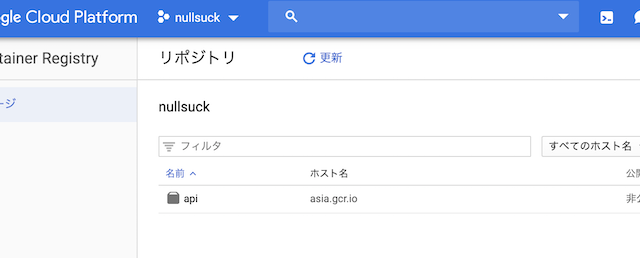 gle Cloud Platform nullsuck
tainer Registry リポジトリ 更新
ージ
nullsuck
フィルタ すべてのホスト名
名前 ホスト名 公開
api asia.gcr.io 非公